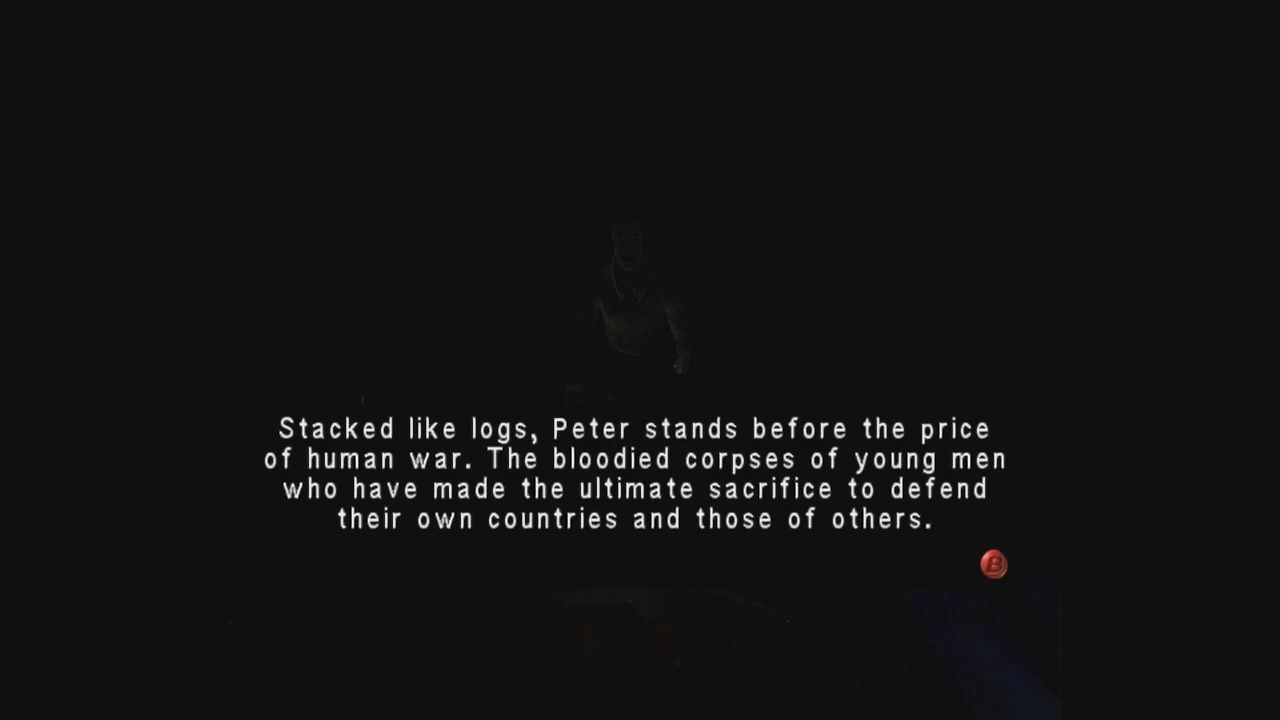 Stacked like logs, Peter stands before the price
of human war. The bloodied corpses of young men
who have made the ultimate sacrifice to defend
their own countries and those of others.
B